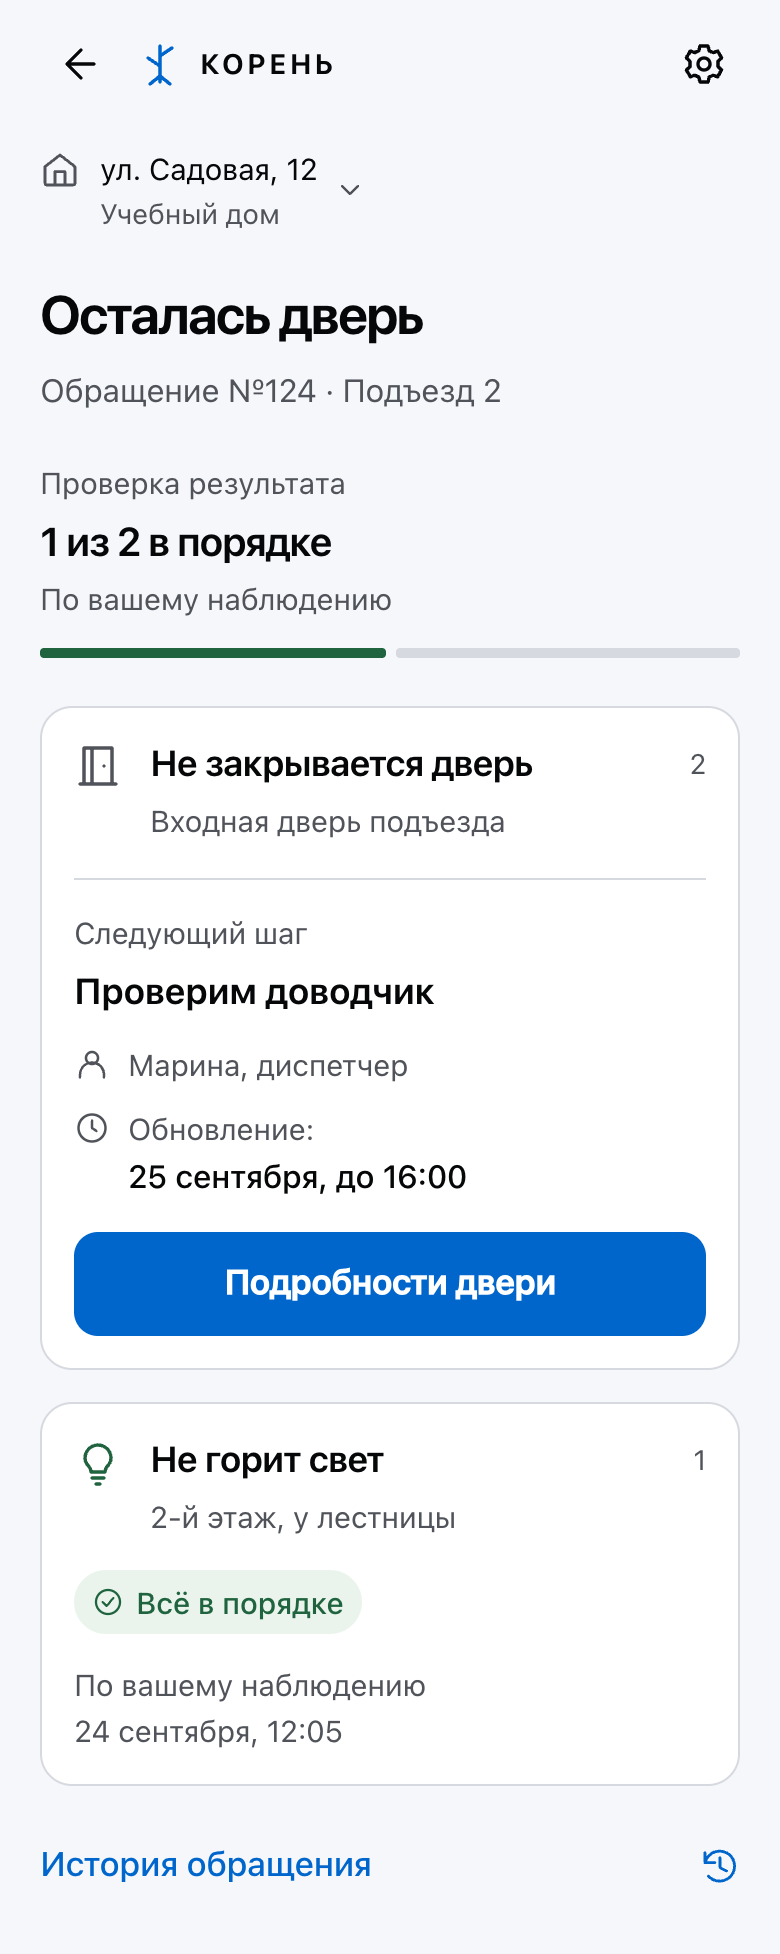 КОРЕНЬ
ул. Садовая, 12
Учебный дом
Осталась дверь
Обращение №124 · Подъезд 2
Проверка результата
1 из 2 в порядке
По вашему наблюдению
Не закрывается дверь 2
Входная дверь подъезда
Следующий шаг
Проверим доводчик
Марина, диспетчер
Обновление:
25 сентября, до 16:00
Подробности двери
Не горит свет 1
2-й этаж, у лестницы
Всё в порядке
По вашему наблюдению
24 сентября, 12:05
История обращения